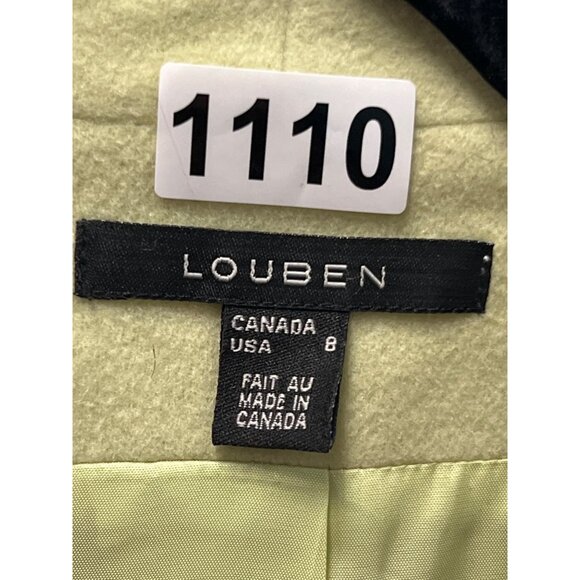 1110
LOUBEN
CANADA
USA 8
FAIT AU
MADE IN
CANADA